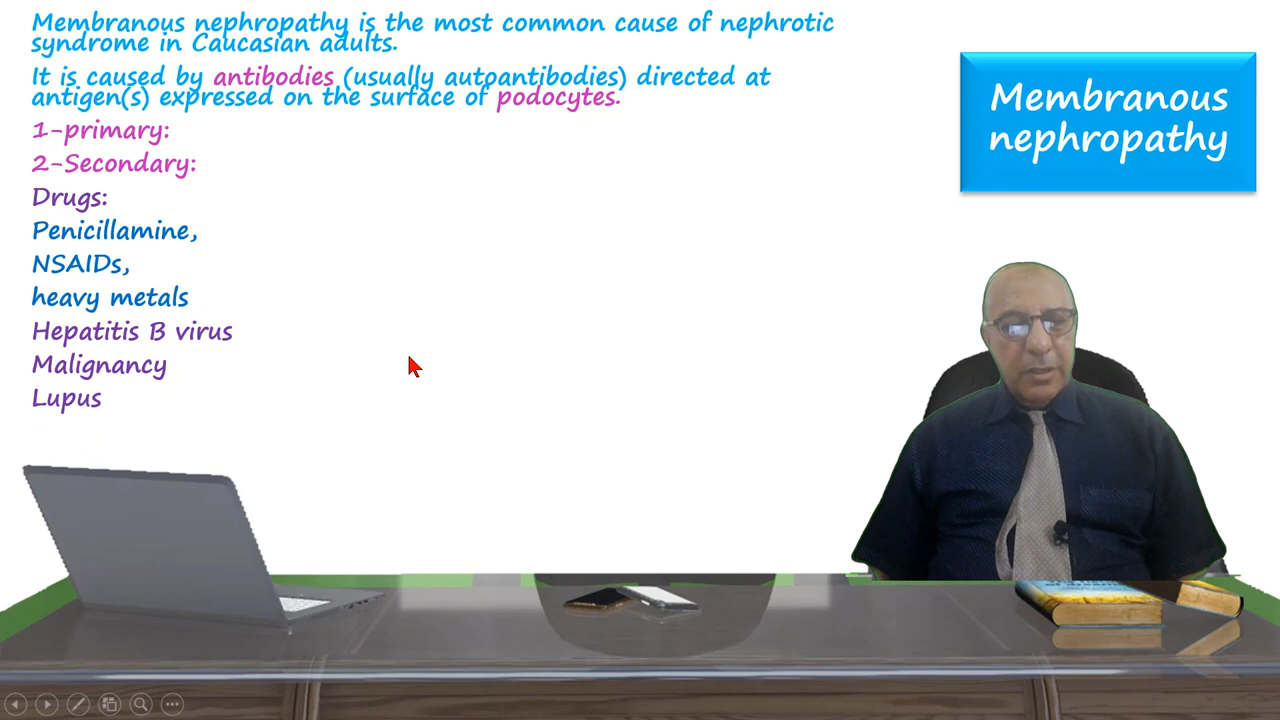 Membranous nephropathy is the most common cause of nephrotic
syndrome in Caucasian adults.
It is caused by antibodies (usually autoantibodies) directed at
antigen(s) expressed on the surface of podocytes.
1-primary:
2-Secondary:
Drugs:
Penicillamine,
NSAIDs,
heavy metals
Hepatitis B virus
Malignancy
Lupus
Membranous
nephropathy